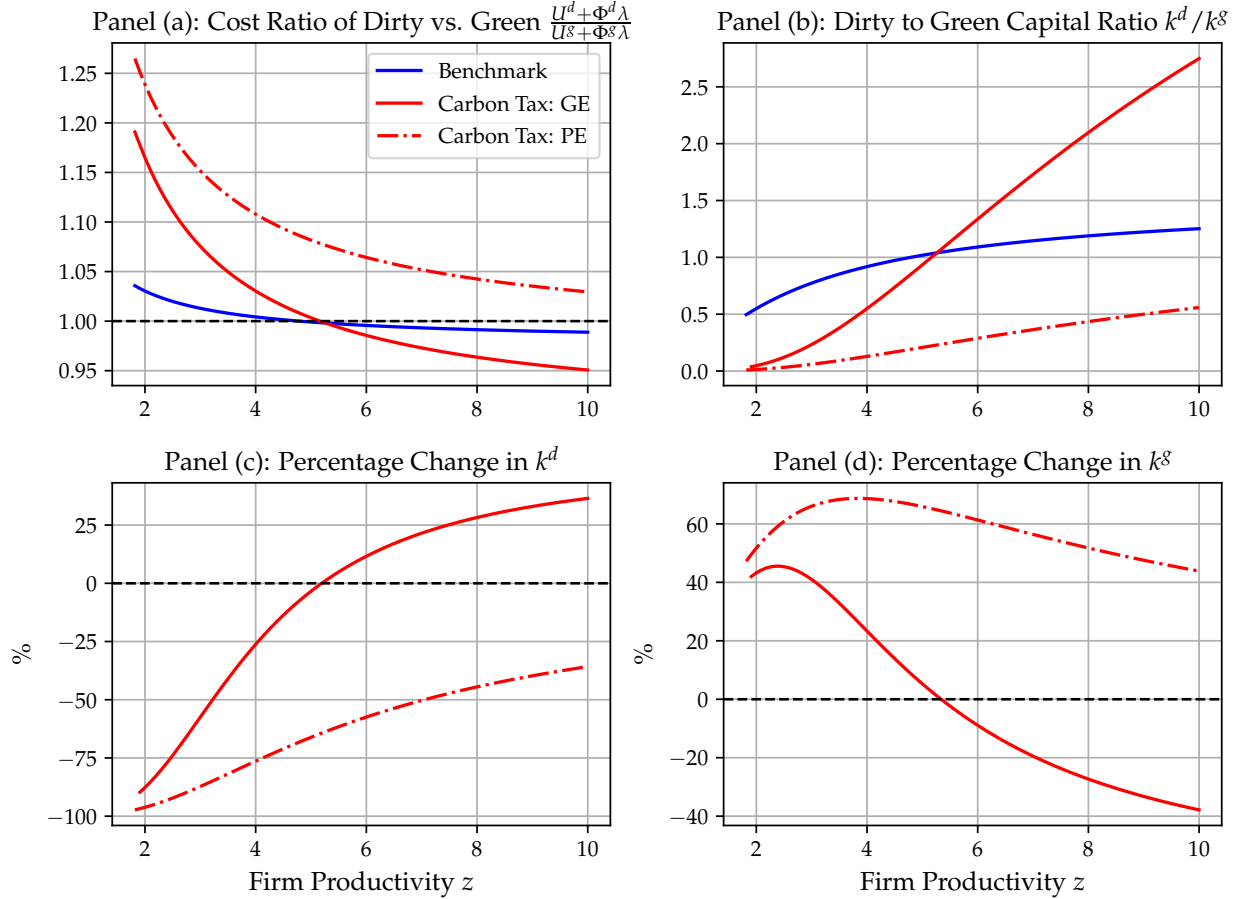 Panel (a): Cost Ratio of Dirty vs. Green \frac{U^d+Φ^dλ}{U^g+Φ^gλ}
1.25
1.20
1.15
1.10
1.05
1.00
0.95
Benchmark
Carbon Tax: GE
Carbon Tax: PE
2 4 6 8 10
Panel (b): Dirty to Green Capital Ratio k^d/k^g
2.5
2.0
1.5
1.0
0.5
0.0
2 4 6 8 10
Panel (c): Percentage Change in k^d
%
25
0
−25
−50
−75
−100
2 4 6 8 10
Firm Productivity z
Panel (d): Percentage Change in k^g
%
60
40
20
0
−20
−40
2 4 6 8 10
Firm Productivity z